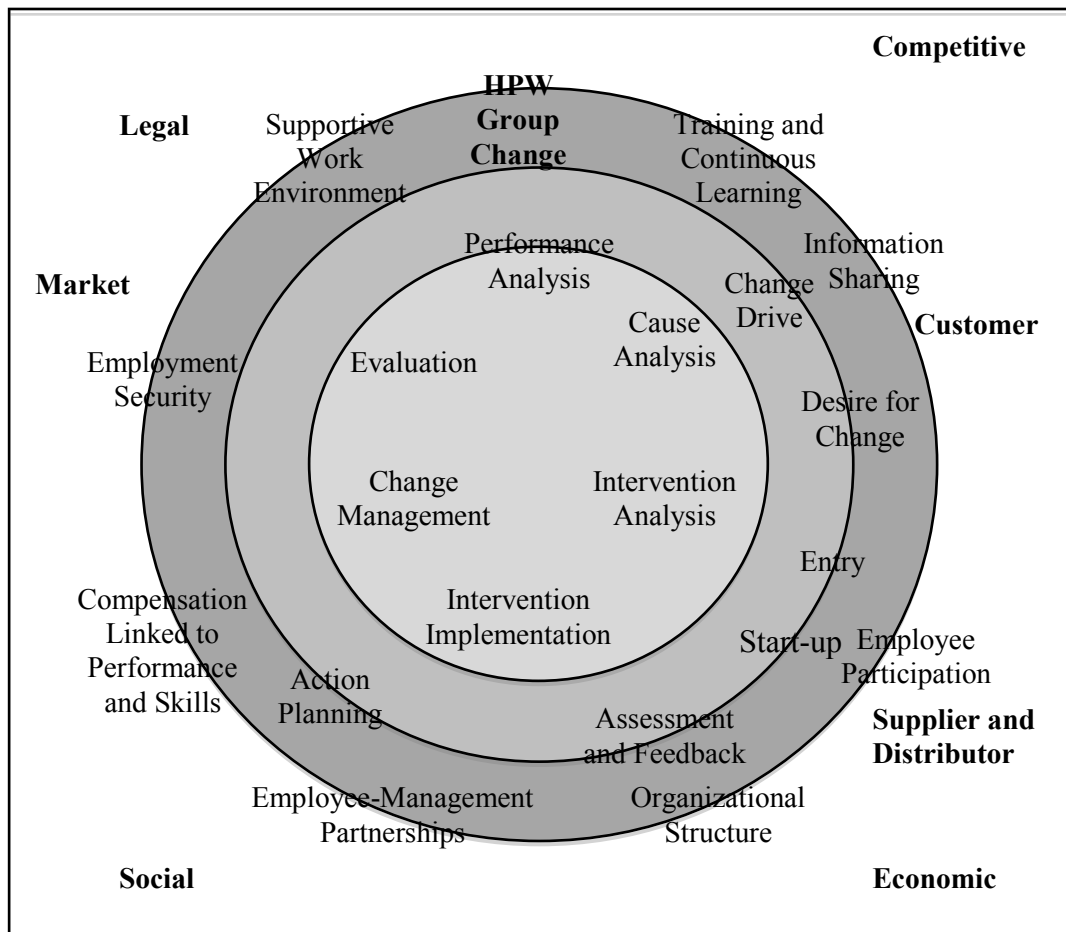 Competitive
HPW
Group
Change
Legal
Supportive
Work
Environment
Training and
Continuous
Learning
Performance
Analysis
Information
Sharing
Market
Change
Drive
Customer
Cause
Analysis
Evaluation
Employment
Security
Desire for
Change
Change
Management
Intervention
Analysis
Entry
Compensation
Linked to
Performance
and Skills
Intervention
Implementation
Start-up
Employee
Participation
Action
Planning
Assessment
and Feedback
Supplier and
Distributor
Employee-Management
Partnerships
Organizational
Structure
Social
Economic